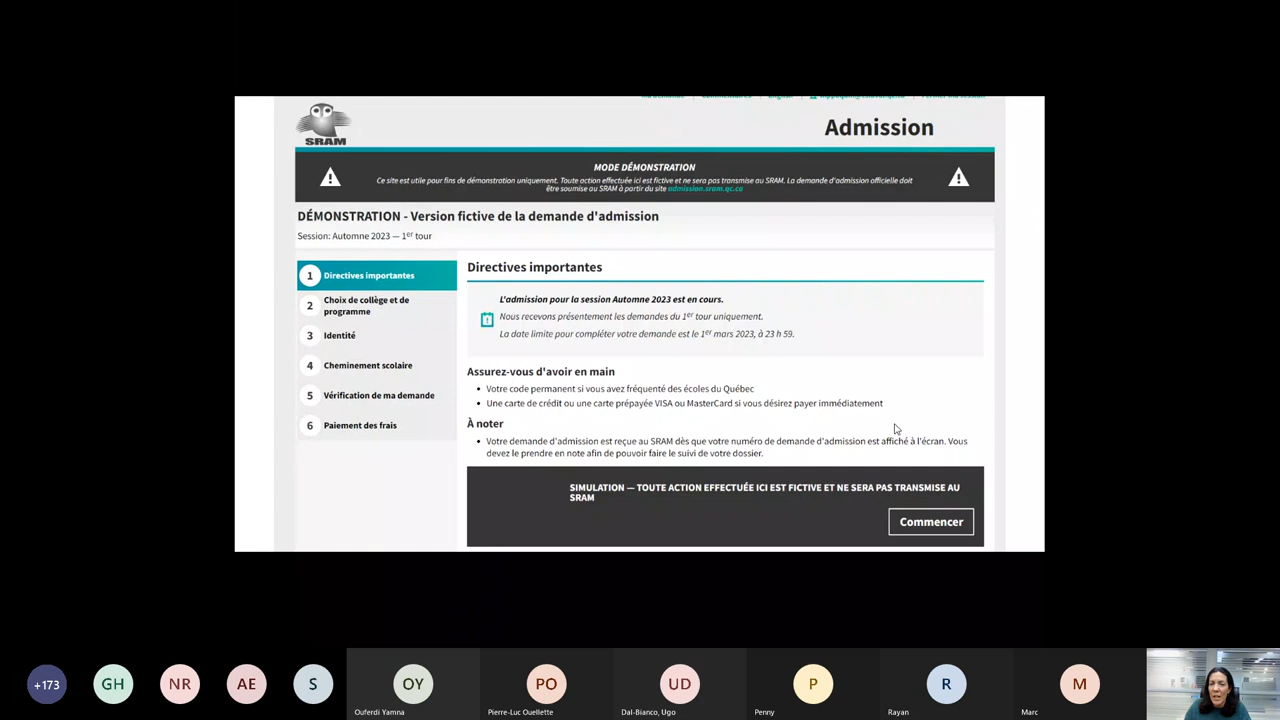 SRAM
Admission
MODE DÉMONSTRATION
Ce site est utile pour fins de démonstration uniquement. Toute action effectuée ici est fictive et ne sera pas transmise au SRAM. La demande d'admission officielle doit
être soumise au SRAM à partir du site admission.sram.qc.ca
DÉMONSTRATION - Version fictive de la demande d'admission
Session: Automne 2023 — 1er tour
1 Directives importantes
2 Choix de collège et de
programme
3 Identité
4 Cheminement scolaire
5 Vérification de ma demande
6 Paiement des frais
Directives importantes
L'admission pour la session Automne 2023 est en cours.
Nous recevons présentement les demandes du 1er tour uniquement.
La date limite pour compléter votre demande est le 1er mars 2023, à 23 h 59.
Assurez-vous d'avoir en main
• Votre code permanent si vous avez fréquenté des écoles du Québec
• Une carte de crédit ou une carte prépayée VISA ou MasterCard si vous désirez payer immédiatement
À noter
• Votre demande d'admission est reçue au SRAM dès que votre numéro de demande d'admission est affiché à l'écran. Vous
devez le prendre en note afin de pouvoir faire le suivi de votre dossier.
SIMULATION — TOUTE ACTION EFFECTUÉE ICI EST FICTIVE ET NE SERA PAS TRANSMISE AU
SRAM
Commencer
+173 GH NR AE S OY PO UD P R M
Ouferdi Yamna Pierre-Luc Ouellette Dal-Bianco, Ugo Penny Rayan Marc